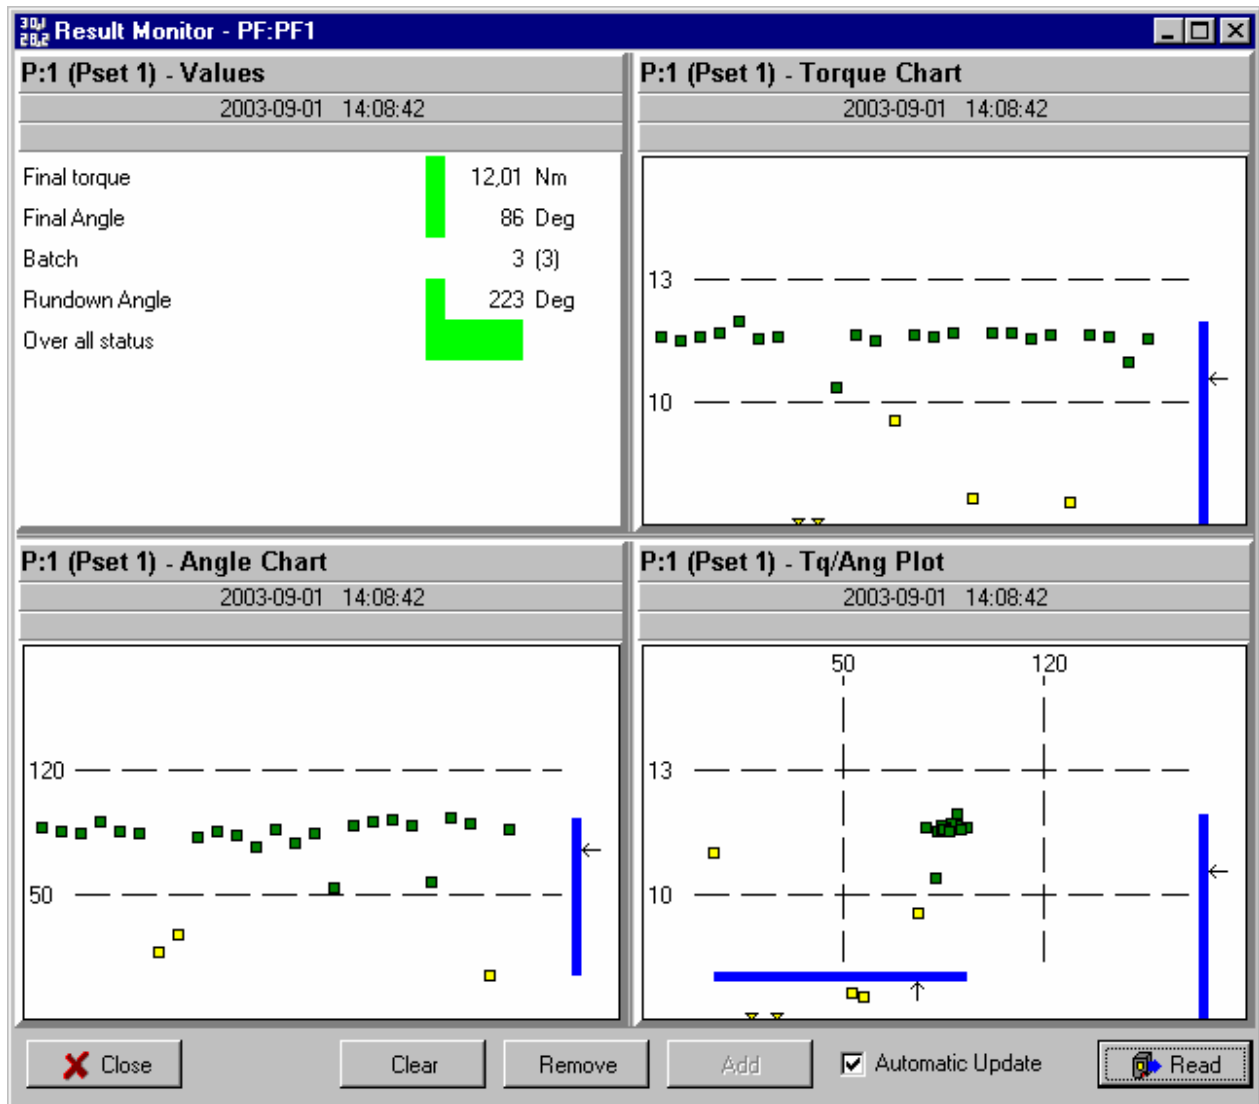 30,1
28,2
Result Monitor - PF:PF1
P:1 (Pset 1) - Values
2003-09-01 14:08:42
Final torque 12,01 Nm
Final Angle 86 Deg
Batch 3 (3)
Rundown Angle 223 Deg
Over all status
P:1 (Pset 1) - Torque Chart
2003-09-01 14:08:42
13
10
P:1 (Pset 1) - Angle Chart
2003-09-01 14:08:42
120
50
P:1 (Pset 1) - Tq/Ang Plot
2003-09-01 14:08:42
50 120
13
10
Close Clear Remove Add Automatic Update Read